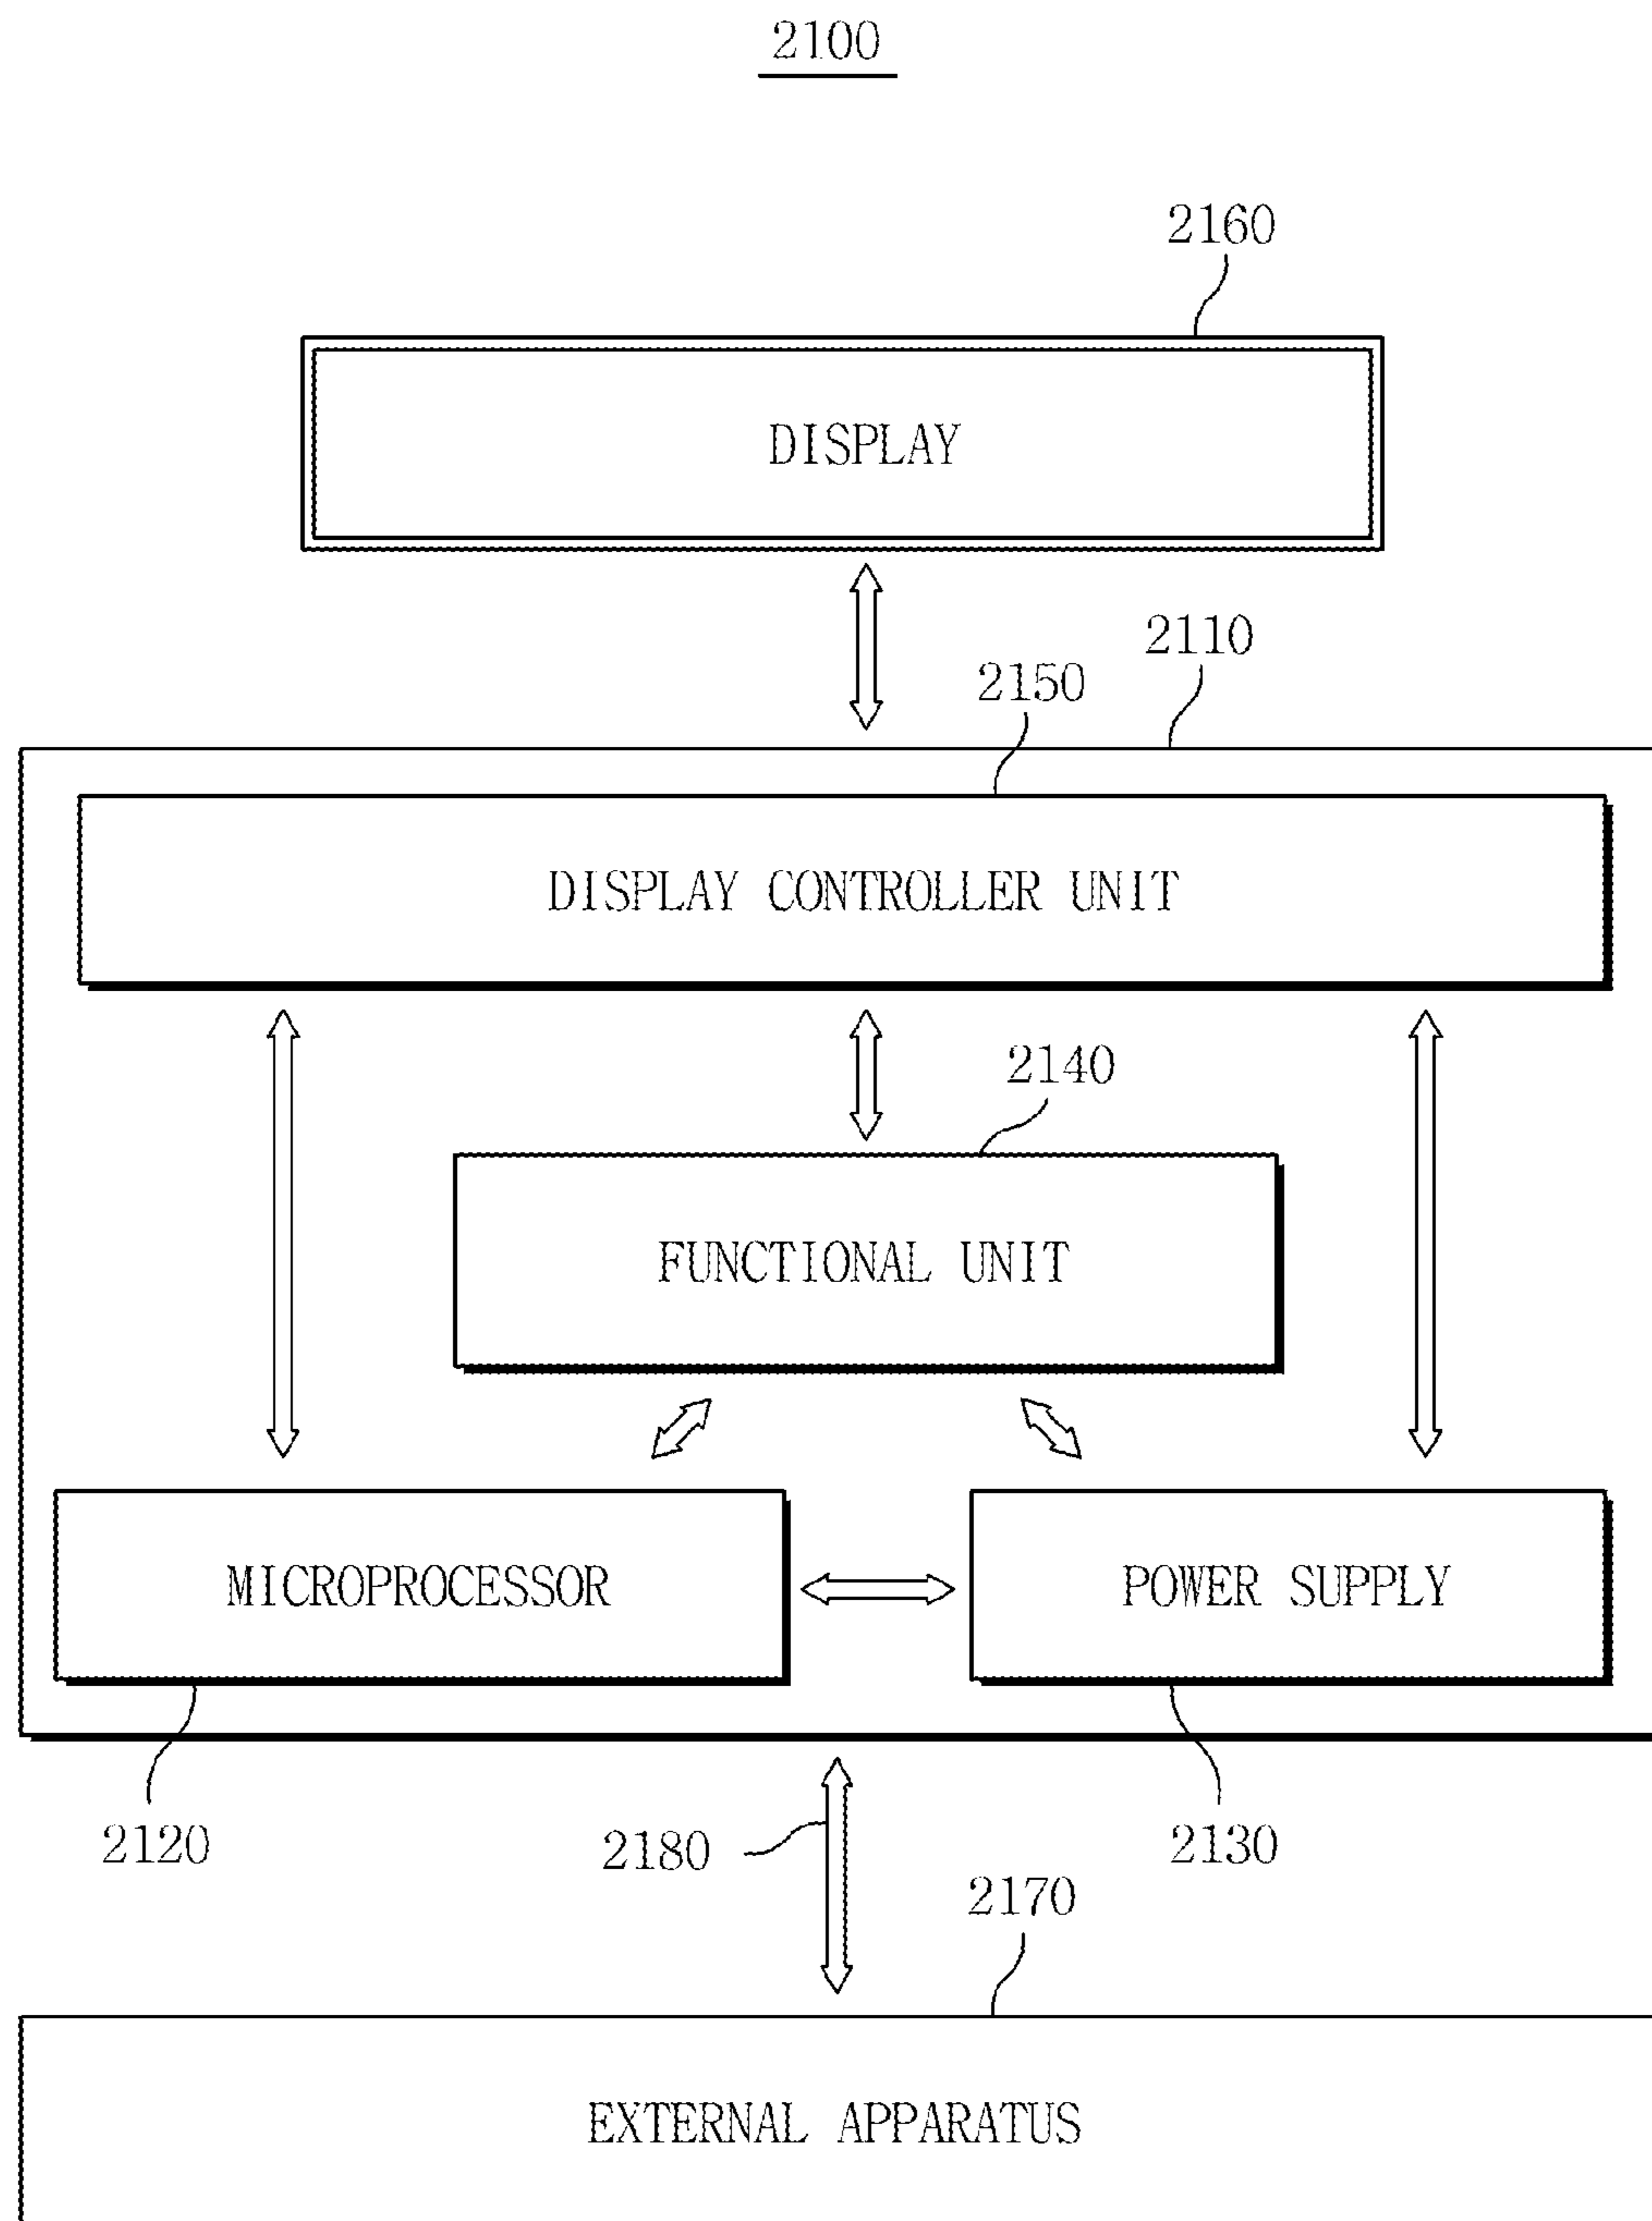 2100
2160
DISPLAY
2110
2150
DISPLAY CONTROLLER UNIT
2140
FUNCTIONAL UNIT
MICROPROCESSOR
POWER SUPPLY
2120
2180
2130
2170
EXTERNAL APPARATUS